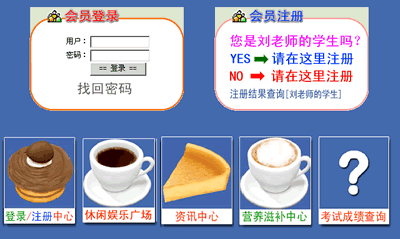 会员登录
用户：
密码：
== 登录 ==
找回密码
会员注册
您是刘老师的学生吗？
YES 请在这里注册
NO 请在这里注册
注册结果查询[刘老师的学生]
登录/注册中心
休闲娱乐广场
资讯中心
营养滋补中心
?
考试成绩查询